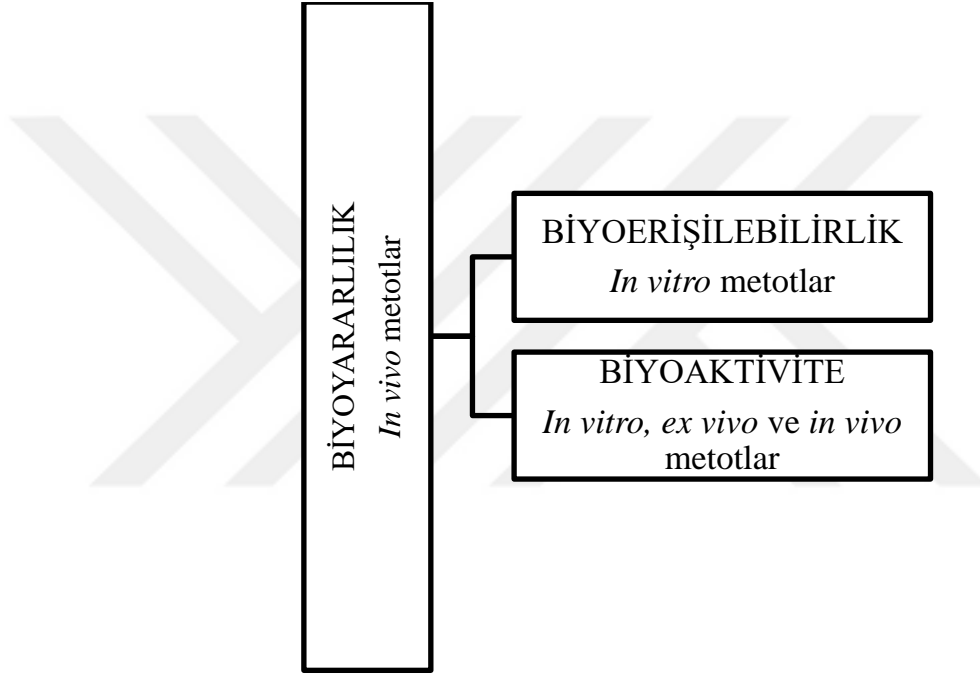 BİYOYARARLILIK
In vivo metotlar
BİYOERİŞİLEBİLİRLİK
In vitro metotlar
BİYOAKTİVİTE
In vitro, ex vivo ve in vivo
metotlar